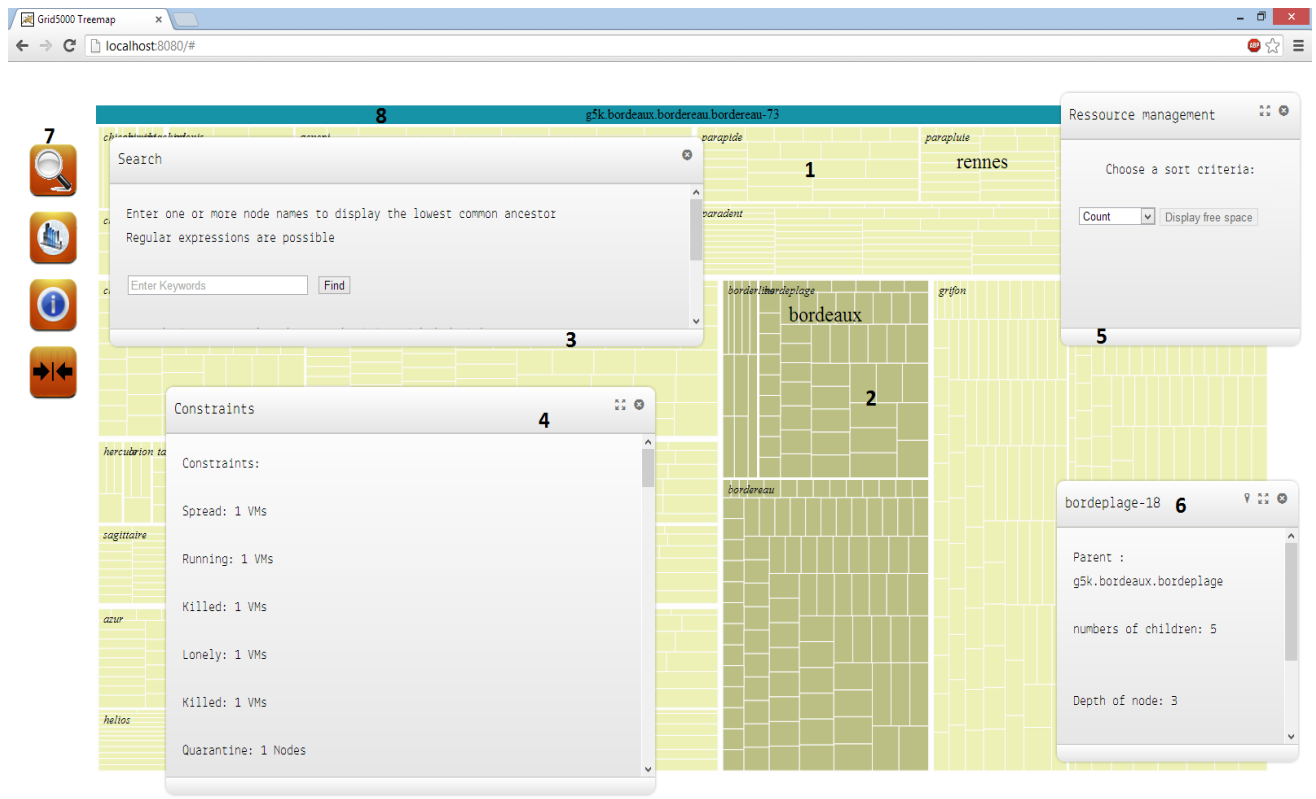 Grid5000 Treemap
localhost:8080/#
ABP
8
g5k.bordeaux.bordereau.bordereau-73
7
parapide
parapluie
rennes
1
paradent
Search
Enter one or more node names to display the lowest common ancestor
Regular expressions are possible
Enter Keywords
Find
3
Ressource management
Choose a sort criteria:
Count
Display free space
5
bordeplage
bordeaux
grifon
2
Constraints
4
Constraints:
Spread: 1 VMs
Running: 1 VMs
Killed: 1 VMs
Lonely: 1 VMs
Killed: 1 VMs
Quarantine: 1 Nodes
sagittaire
azur
helios
bordereau
bordeplage-18
6
Parent :
g5k.bordeaux.bordeplage
numbers of children: 5
Depth of node: 3